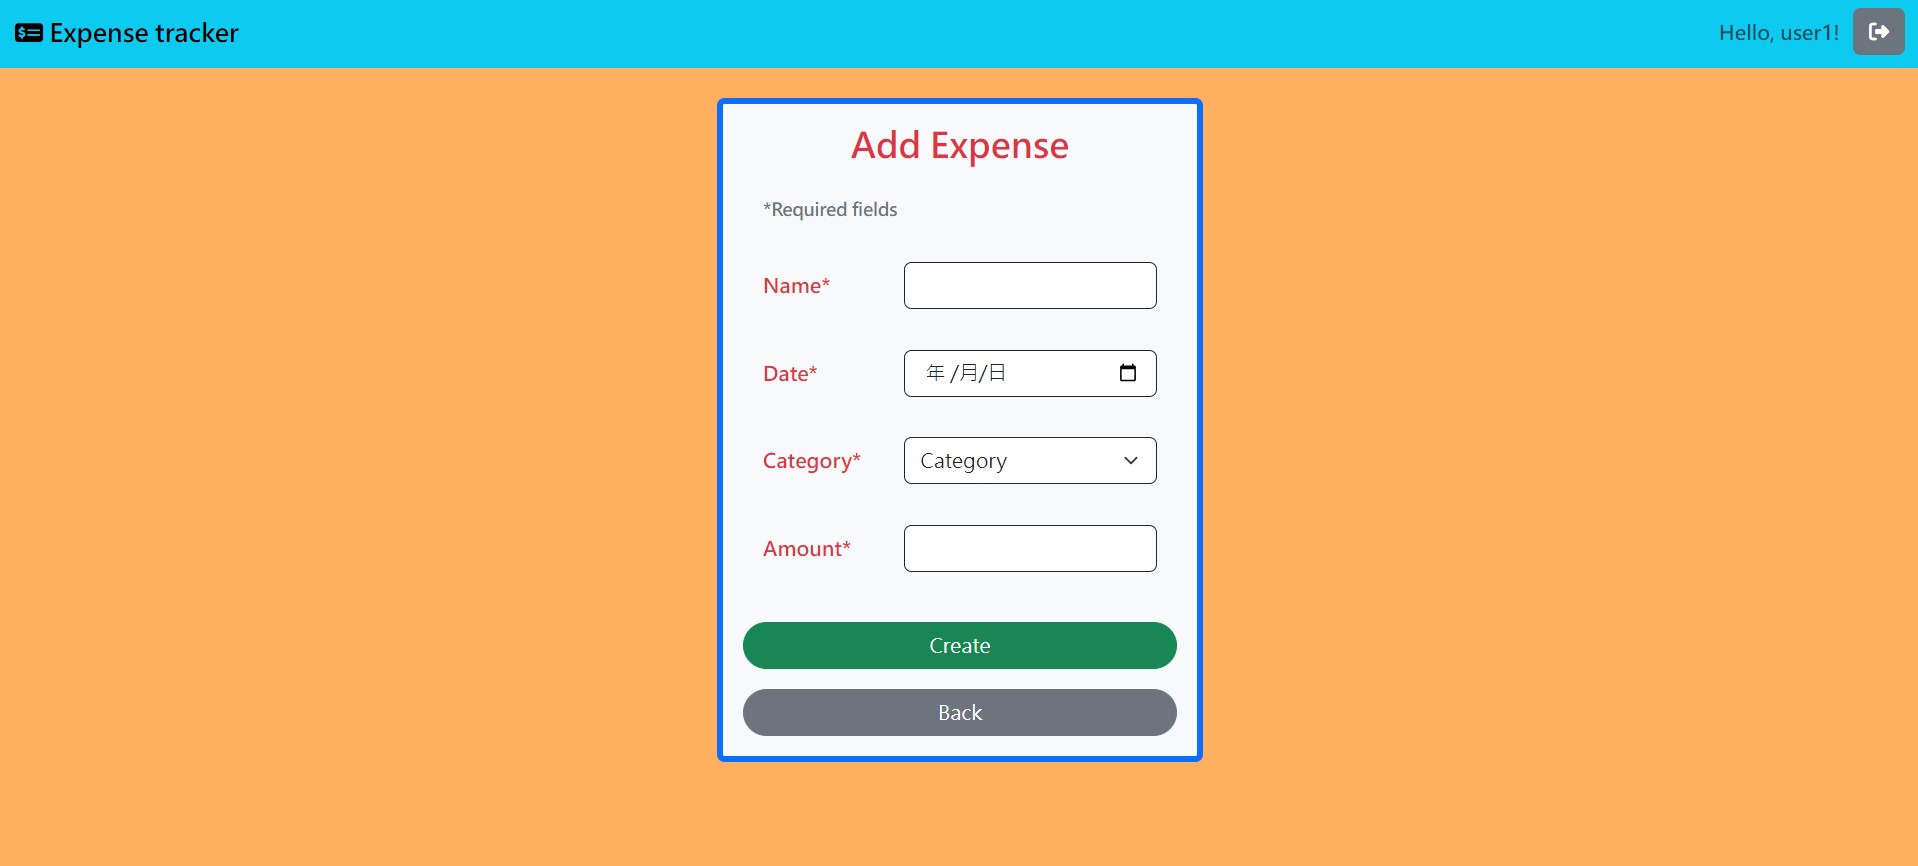 Expense tracker
Hello, user1!
Add Expense
*Required fields
Name*
Date*
年 /月/日
Category*
Category
Amount*
Create
Back